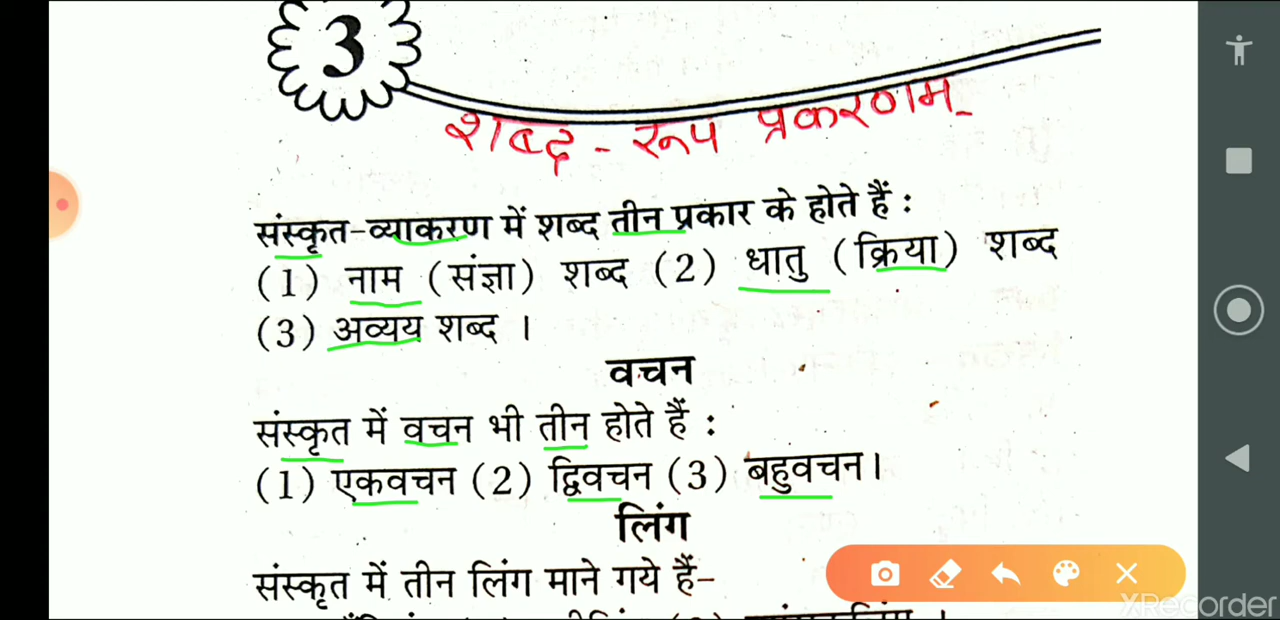 3
शब्द - रूप प्रकरणम्
संस्कृत-व्याकरण में शब्द तीन प्रकार के होते हैं :
(1) नाम (संज्ञा) शब्द (2) धातु (क्रिया) शब्द
(3) अव्यय शब्द ।
वचन
संस्कृत में वचन भी तीन होते हैं :
(1) एकवचन (2) द्विवचन (3) बहुवचन।
लिंग
संस्कृत में तीन लिंग माने गये हैं-
XRecorder